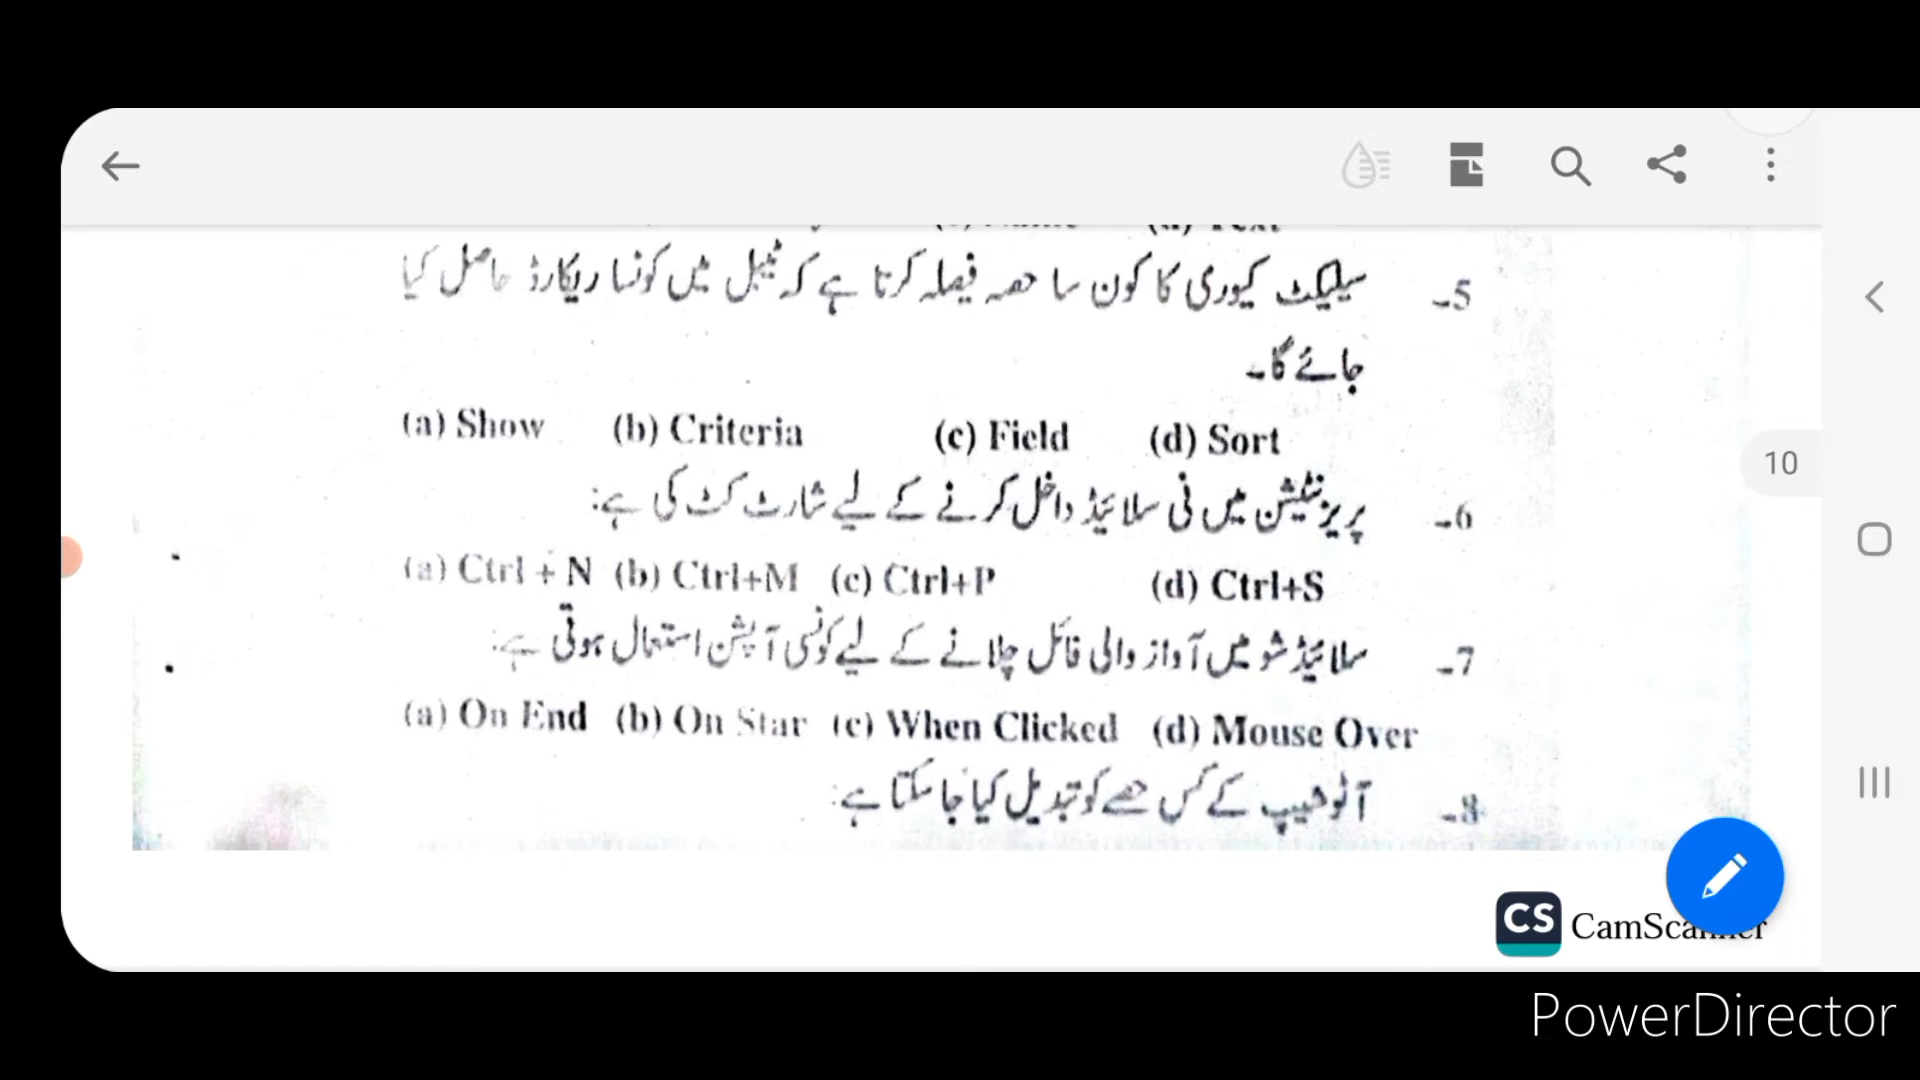 5۔ سیلیکٹ کیوری کا کون سا حصہ فیصلہ کرتا ہے کہ ٹیبل میں کونسا ریکارڈ حاصل کیا
جائے گا۔
(a) Show (b) Criteria (c) Field (d) Sort
10
6۔ پریزنٹیشن میں نئی سلائیڈ داخل کرنے کے لیے شارٹ کٹ کی ہے:
(a) Ctrl + N (b) Ctrl+M (c) Ctrl+P (d) Ctrl+S
7۔ سلائیڈ شو میں آواز والی فائل چلانے کے لیے کونسی آپشن استعمال ہوتی ہے:
(a) On End (b) On Star (c) When Clicked (d) Mouse Over
8۔ آٹو شیپ کے کس حصے کو تبدیل کیا جا سکتا ہے:
CS CamScanner
PowerDirector